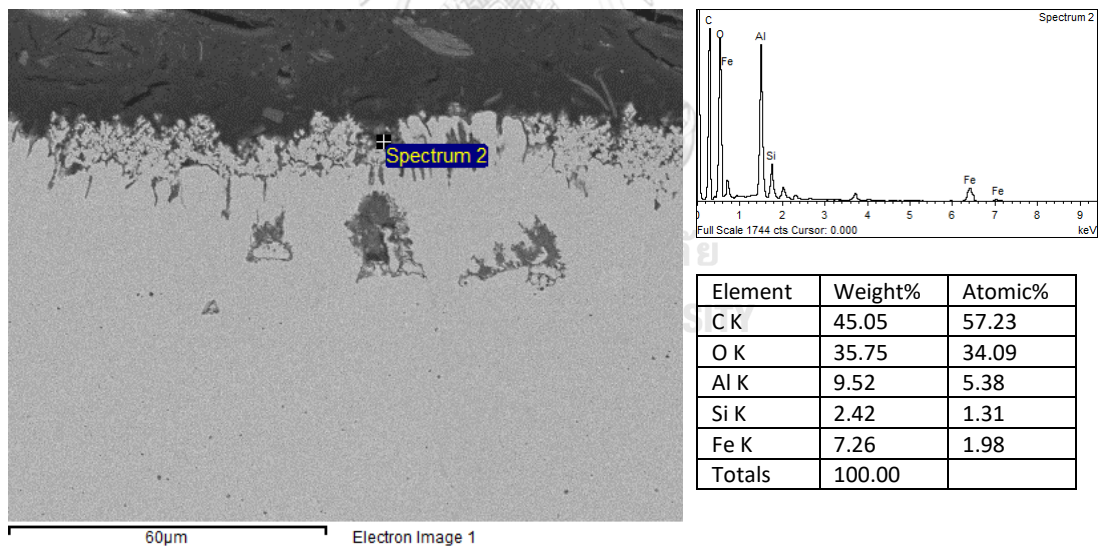 Spectrum 2
60µm
Electron Image 1
Spectrum 2
C
O
Fe
Al
Si
Fe
Fe
0 1 2 3 4 5 6 7 8 9
Full Scale 1744 cts Cursor: 0.000 keV
Element Weight% Atomic%
C K 45.05 57.23
O K 35.75 34.09
Al K 9.52 5.38
Si K 2.42 1.31
Fe K 7.26 1.98
Totals 100.00